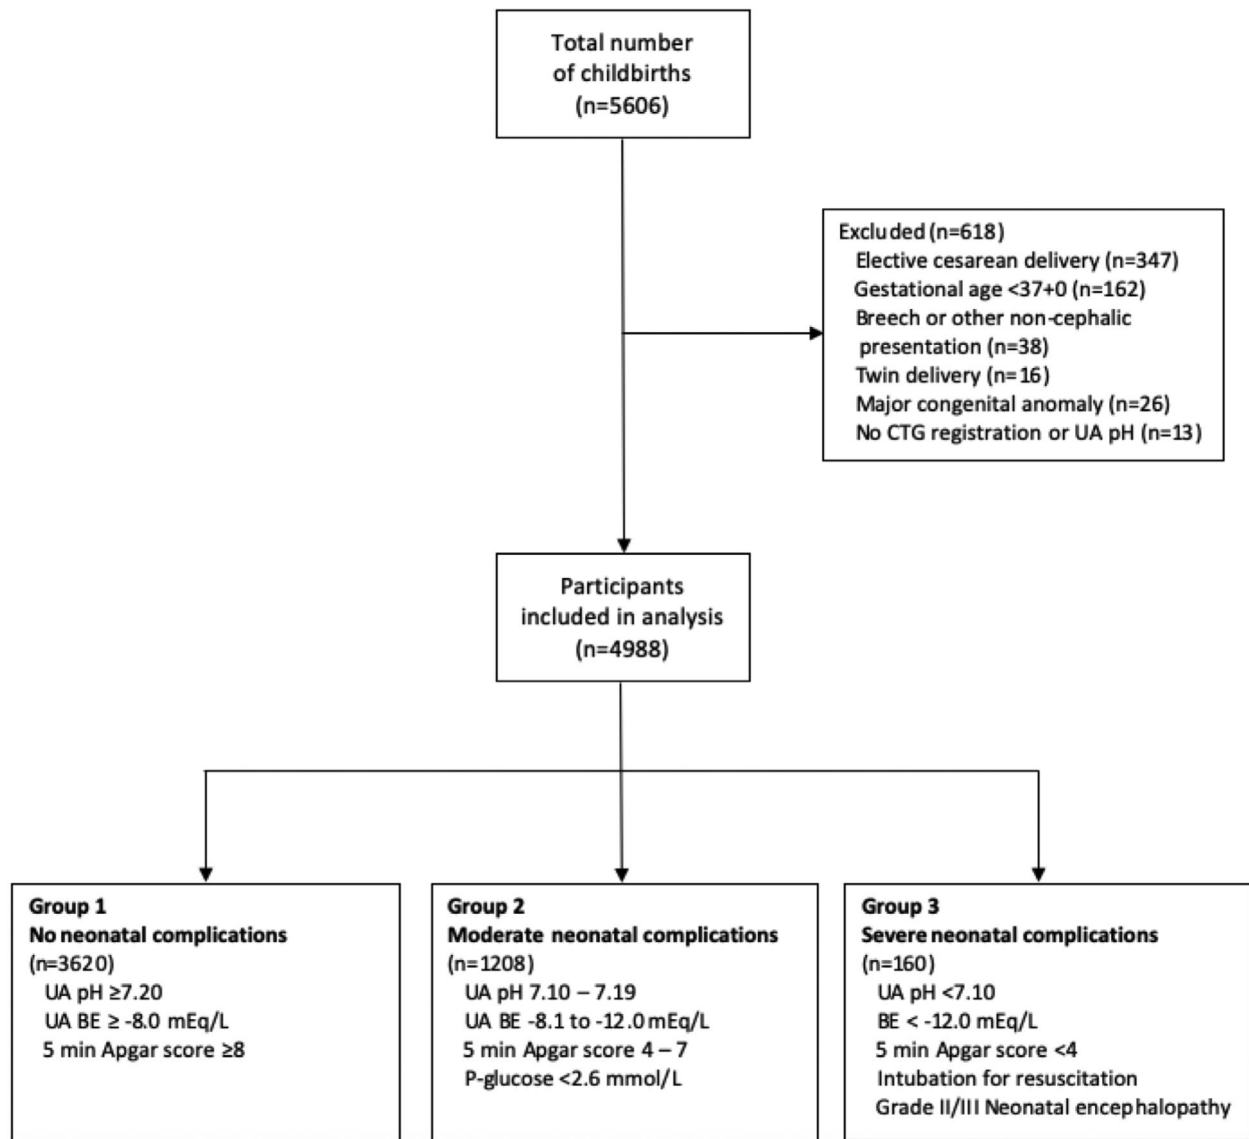 Total number
of childbirths
(n=5606)
Excluded (n=618)
Elective cesarean delivery (n=347)
Gestational age <37+0 (n=162)
Breech or other non-cephalic
presentation (n=38)
Twin delivery (n=16)
Major congenital anomaly (n=26)
No CTG registration or UA pH (n=13)
Participants
included in analysis
(n=4988)
Group 1
No neonatal complications
(n=3620)
UA pH ≥7.20
UA BE ≥ -8.0 mEq/L
5 min Apgar score ≥8
Group 2
Moderate neonatal complications
(n=1208)
UA pH 7.10 – 7.19
UA BE -8.1 to -12.0 mEq/L
5 min Apgar score 4 – 7
P-glucose <2.6 mmol/L
Group 3
Severe neonatal complications
(n=160)
UA pH <7.10
BE < -12.0 mEq/L
5 min Apgar score <4
Intubation for resuscitation
Grade II/III Neonatal encephalopathy